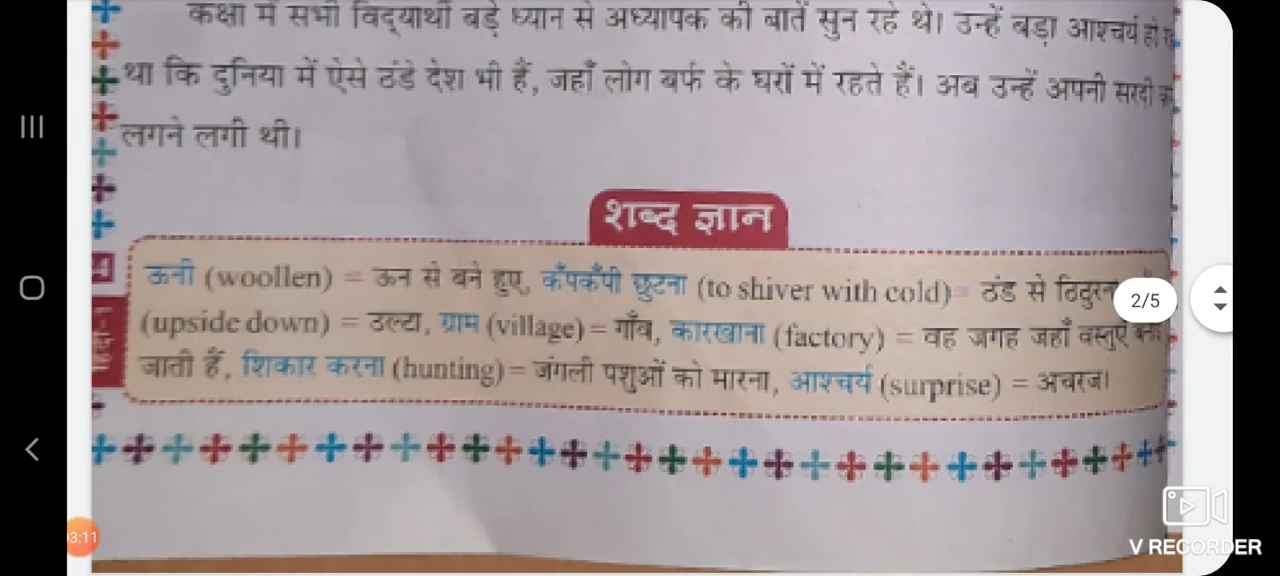 कक्षा में सभी विद्यार्थी बड़े ध्यान से अध्यापक की बातें सुन रहे थे। उन्हें बड़ा आश्चर्य हो
था कि दुनिया में ऐसे ठंडे देश भी हैं, जहाँ लोग बर्फ के घरों में रहते हैं। अब उन्हें अपनी सरदी
लगने लगी थी।
शब्द ज्ञान
ऊनी (woollen) = ऊन से बने हुए, कँपकँपी छुटना (to shiver with cold)= ठंड से ठिठुरन
(upside down) = उल्टा, ग्राम (village) = गाँव, कारखाना (factory) = वह जगह जहाँ वस्तुएँ
जाती हैं, शिकार करना (hunting) = जंगली पशुओं को मारना, आश्चर्य (surprise) = अचरज।
2/5
03:11
V RECORDER